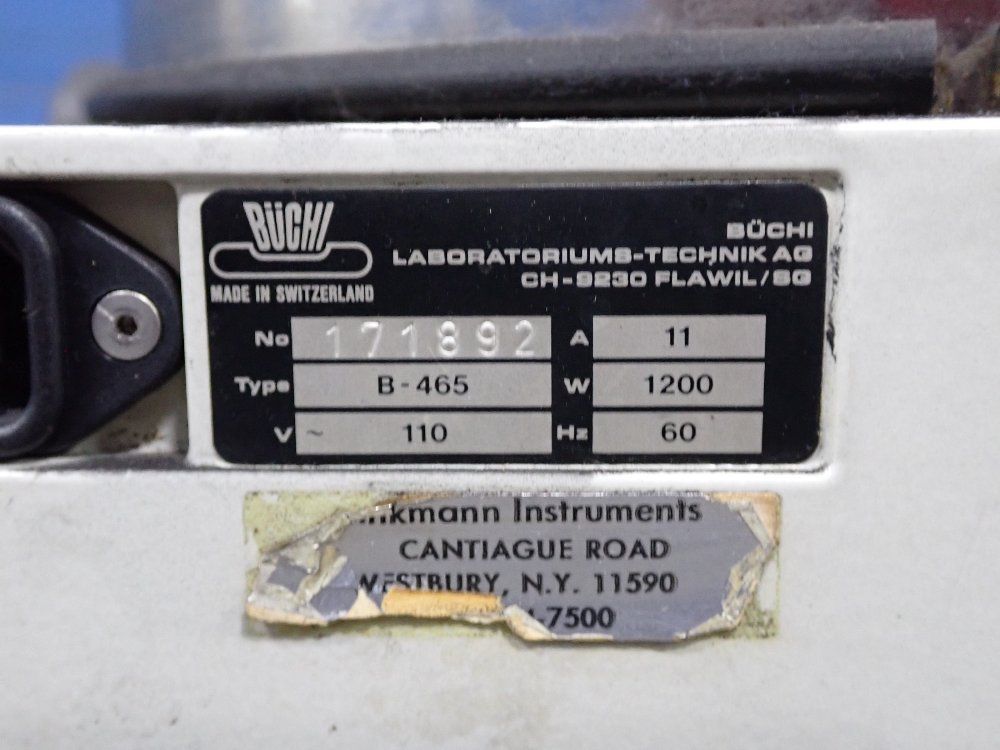 BÜCHI
MADE IN SWITZERLAND
BÜCHI
LABORATORIUMS-TECHNIK AG
CH-9230 FLAWIL/SG
No 171892 A 11
Type B-465 W 1200
V ~ 110 Hz 60
inkmann Instruments
CANTIAGUE ROAD
WESTBURY, N.Y. 11590
-7500